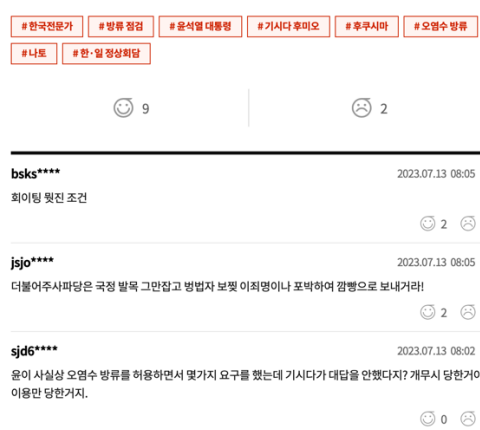 # 한국전문가 # 방류 점검 # 윤석열 대통령 # 기시다 후미오 # 후쿠시마 # 오염수 방류
# 나토 # 한·일 정상회담
9 2
bsks**** 2023.07.13 08:05
회이팅 뭣진 조건
2
jsjo**** 2023.07.13 08:05
더불어주사파당은 국정 발목 그만잡고 벙법자 보찢 이죄명이나 포박하여 깜빵으로 보내거라!
2
sjd6**** 2023.07.13 08:02
윤이 사실상 오염수 방류를 허용하면서 몇가지 요구를 했는데 기시다가 대답을 안했다지? 개무시 당한거야
이용만 당한거지.
0